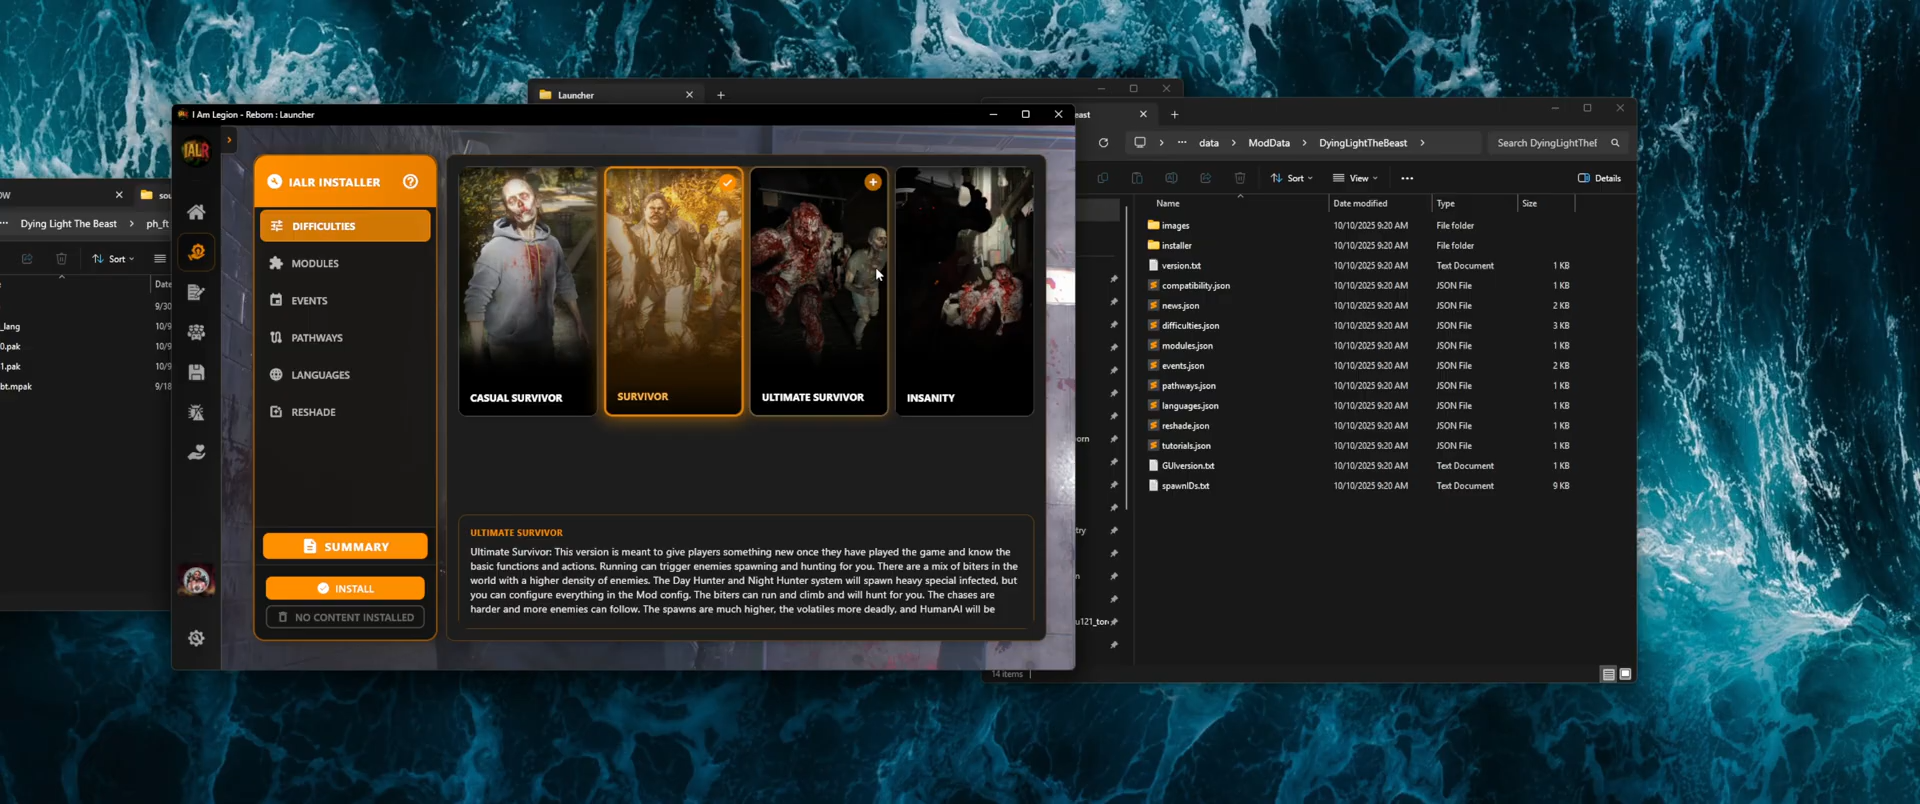 Launcher
I Am Legion - Reborn : Launcher
IALR
IALR INSTALLER
DIFFICULTIES
MODULES
EVENTS
PATHWAYS
LANGUAGES
RESHADE
SUMMARY
INSTALL
NO CONTENT INSTALLED
CASUAL SURVIVOR
SURVIVOR
ULTIMATE SURVIVOR
INSANITY
ULTIMATE SURVIVOR
Ultimate Survivor: This version is meant to give players something new once they have played the game and know the
basic functions and actions. Running can trigger enemies spawning and hunting for you. There are a mix of biters in the
world with a higher density of enemies. The Day Hunter and Night Hunter system will spawn heavy special infected, but
you can configure everything in the Mod config. The biters can run and climb and will hunt for you. The chases are
harder and more enemies can follow. The spawns are much higher, the volatiles more deadly, and HumanAI will be
Dying Light The Beast > ph_ft
Sort
Date
9/30
_lang 10/9
0.pak 10/9
1.pak 10/9
bt.mpak 9/18
east
data > ModData > DyingLightTheBeast >
Search DyingLightTheI
Sort View ... Details
Name Date modified Type Size
images 10/10/2025 9:20 AM File folder
installer 10/10/2025 9:20 AM File folder
version.txt 10/10/2025 9:20 AM Text Document 1 KB
compatibility.json 10/10/2025 9:20 AM JSON File 1 KB
news.json 10/10/2025 9:20 AM JSON File 2 KB
difficulties.json 10/10/2025 9:20 AM JSON File 3 KB
modules.json 10/10/2025 9:20 AM JSON File 1 KB
events.json 10/10/2025 9:20 AM JSON File 2 KB
pathways.json 10/10/2025 9:20 AM JSON File 1 KB
languages.json 10/10/2025 9:20 AM JSON File 1 KB
reshade.json 10/10/2025 9:20 AM JSON File 1 KB
tutorials.json 10/10/2025 9:20 AM JSON File 1 KB
GUIversion.txt 10/10/2025 9:20 AM Text Document 1 KB
spawnIDs.txt 10/10/2025 9:20 AM Text Document 9 KB
orn
try
14 items